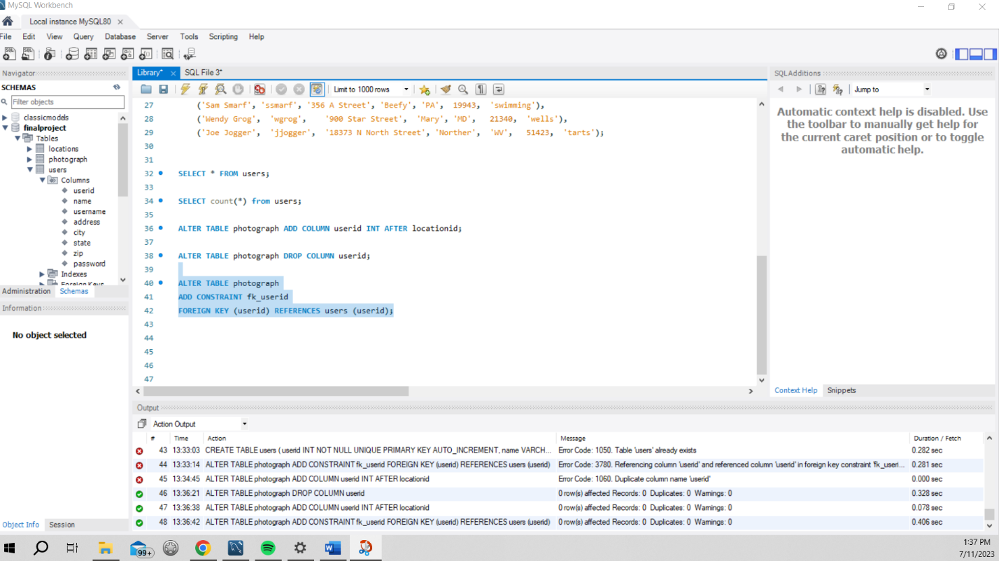 MySQL Workbench
Local instance MySQL80
File Edit View Query Database Server Tools Scripting Help
Navigator
SCHEMAS
Filter objects
classicmodels
finalproject
Tables
locations
photograph
users
Columns
userid
name
username
address
city
state
zip
password
Indexes
Foreign Keys
Administration Schemas
Information
No object selected
Object Info Session
Library* SQL File 3*
Limit to 1000 rows
27 ('Sam Smarf', 'ssmarf', '356 A Street', 'Beefy', 'PA', 19943, 'swimming'),
28 ('Wendy Grog', 'wgrog', '900 Star Street', 'Mary', 'MD', 21340, 'wells'),
29 ('Joe Jogger', 'jjogger', '18373 N North Street', 'Norther', 'WV', 51423, 'tarts');
30
31
32 SELECT * FROM users;
33
34 SELECT count(*) from users;
35
36 ALTER TABLE photograph ADD COLUMN userid INT AFTER locationid;
37
38 ALTER TABLE photograph DROP COLUMN userid;
39
40 ALTER TABLE photograph
41 ADD CONSTRAINT fk_userid
42 FOREIGN KEY (userid) REFERENCES users (userid);
43
44
45
46
47
SQLAdditions
Jump to
Automatic context help is disabled. Use
the toolbar to manually get help for
the current caret position or to toggle
automatic help.
Context Help Snippets
Output
Action Output
# Time Action Message Duration / Fetch
43 13:33:03 CREATE TABLE users ( userid INT NOT NULL UNIQUE PRIMARY KEY AUTO_INCREMENT, name VARCH... Error Code: 1050. Table 'users' already exists 0.282 sec
44 13:33:14 ALTER TABLE photograph ADD CONSTRAINT fk_userid FOREIGN KEY (userid) REFERENCES users (userid) Error Code: 3780. Referencing column 'userid' and referenced column 'userid' in foreign key constraint 'fk_useri... 0.281 sec
45 13:34:45 ALTER TABLE photograph ADD COLUMN userid INT AFTER locationid Error Code: 1060. Duplicate column name 'userid' 0.000 sec
46 13:36:21 ALTER TABLE photograph DROP COLUMN userid 0 row(s) affected Records: 0 Duplicates: 0 Warnings: 0 0.328 sec
47 13:36:38 ALTER TABLE photograph ADD COLUMN userid INT AFTER locationid 0 row(s) affected Records: 0 Duplicates: 0 Warnings: 0 0.078 sec
48 13:36:42 ALTER TABLE photograph ADD CONSTRAINT fk_userid FOREIGN KEY (userid) REFERENCES users (userid) 0 row(s) affected Records: 0 Duplicates: 0 Warnings: 0 0.406 sec
99+
1:37 PM
7/11/2023